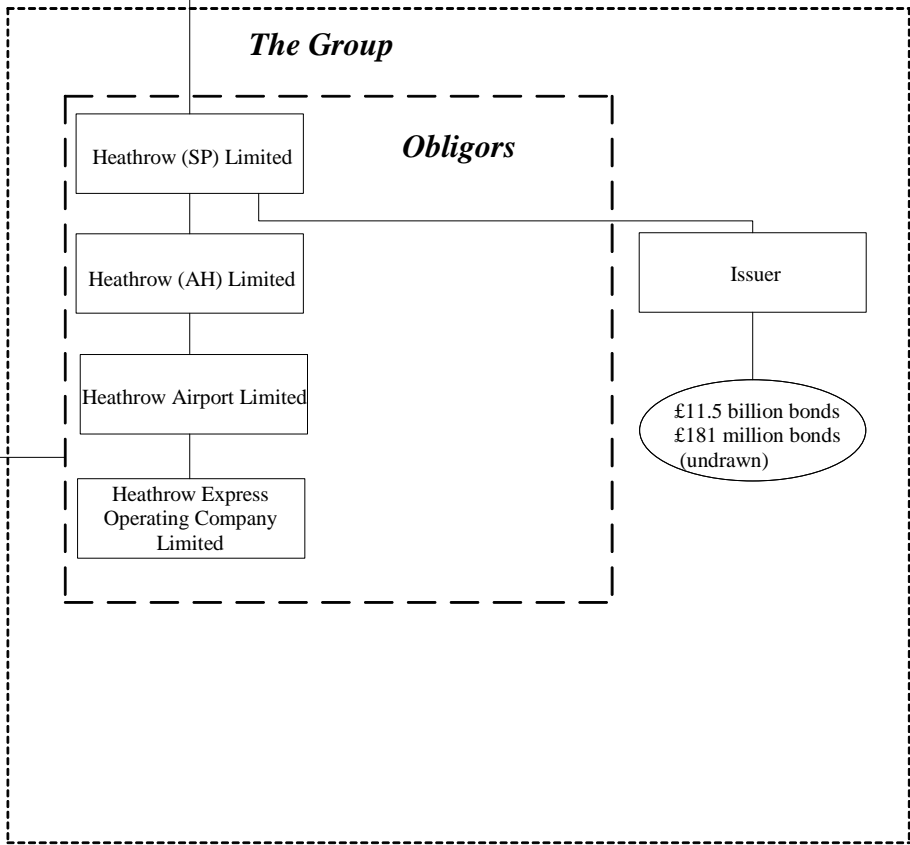 The Group
Obligors
Heathrow (SP) Limited
Heathrow (AH) Limited
Issuer
Heathrow Airport Limited
£11.5 billion bonds
£181 million bonds
(undrawn)
Heathrow Express
Operating Company
Limited